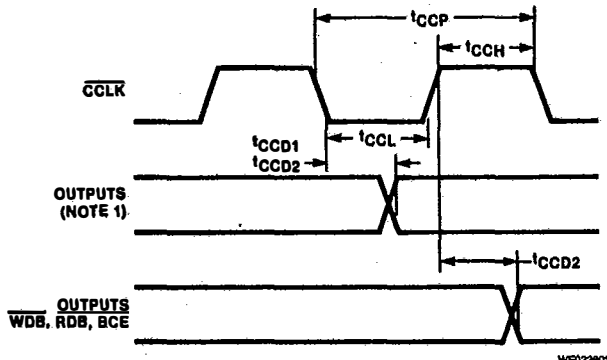 tCCP
tCCH
CCLK
tCCL
tCCD1
tCCD2
OUTPUTS
(NOTE 1)
tCCD2
OUTPUTS
WDB, RDB, BCE